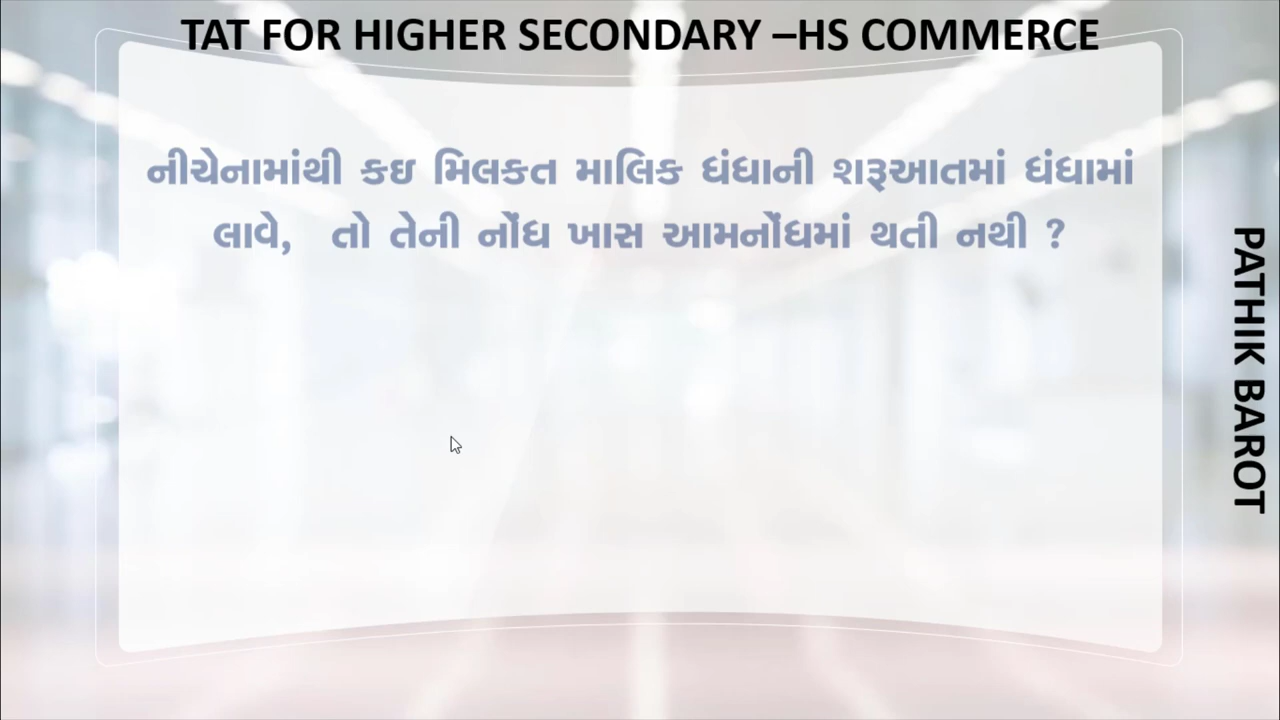 TAT FOR HIGHER SECONDARY –HS COMMERCE
નીચેનામાંથી કઇ મિલકત માલિક ધંધાની શરૂઆતમાં ધંધામાં
લાવે, તો તેની નોંધ ખાસ આમનોંધમાં થતી નથી ?
PATHIK BAROT